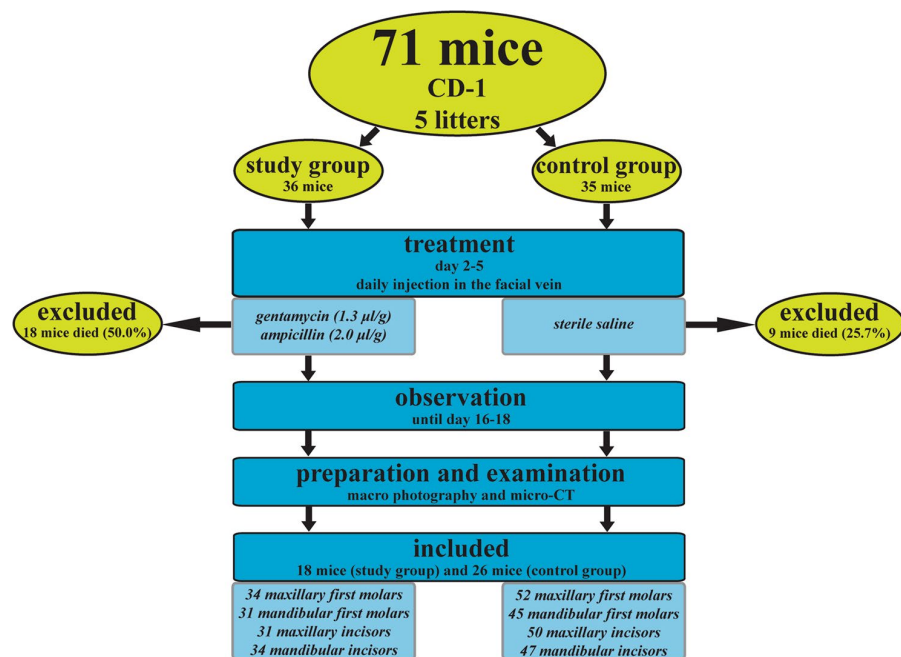 71 mice
CD-1
5 litters
study group
36 mice
control group
35 mice
treatment
day 2-5
daily injection in the facial vein
excluded
18 mice died (50.0%)
gentamycin (1.3 µl/g)
ampicillin (2.0 µl/g)
sterile saline
excluded
9 mice died (25.7%)
observation
until day 16-18
preparation and examination
macro photography and micro-CT
included
18 mice (study group) and 26 mice (control group)
34 maxillary first molars
31 mandibular first molars
31 maxillary incisors
34 mandibular incisors
52 maxillary first molars
45 mandibular first molars
50 maxillary incisors
47 mandibular incisors